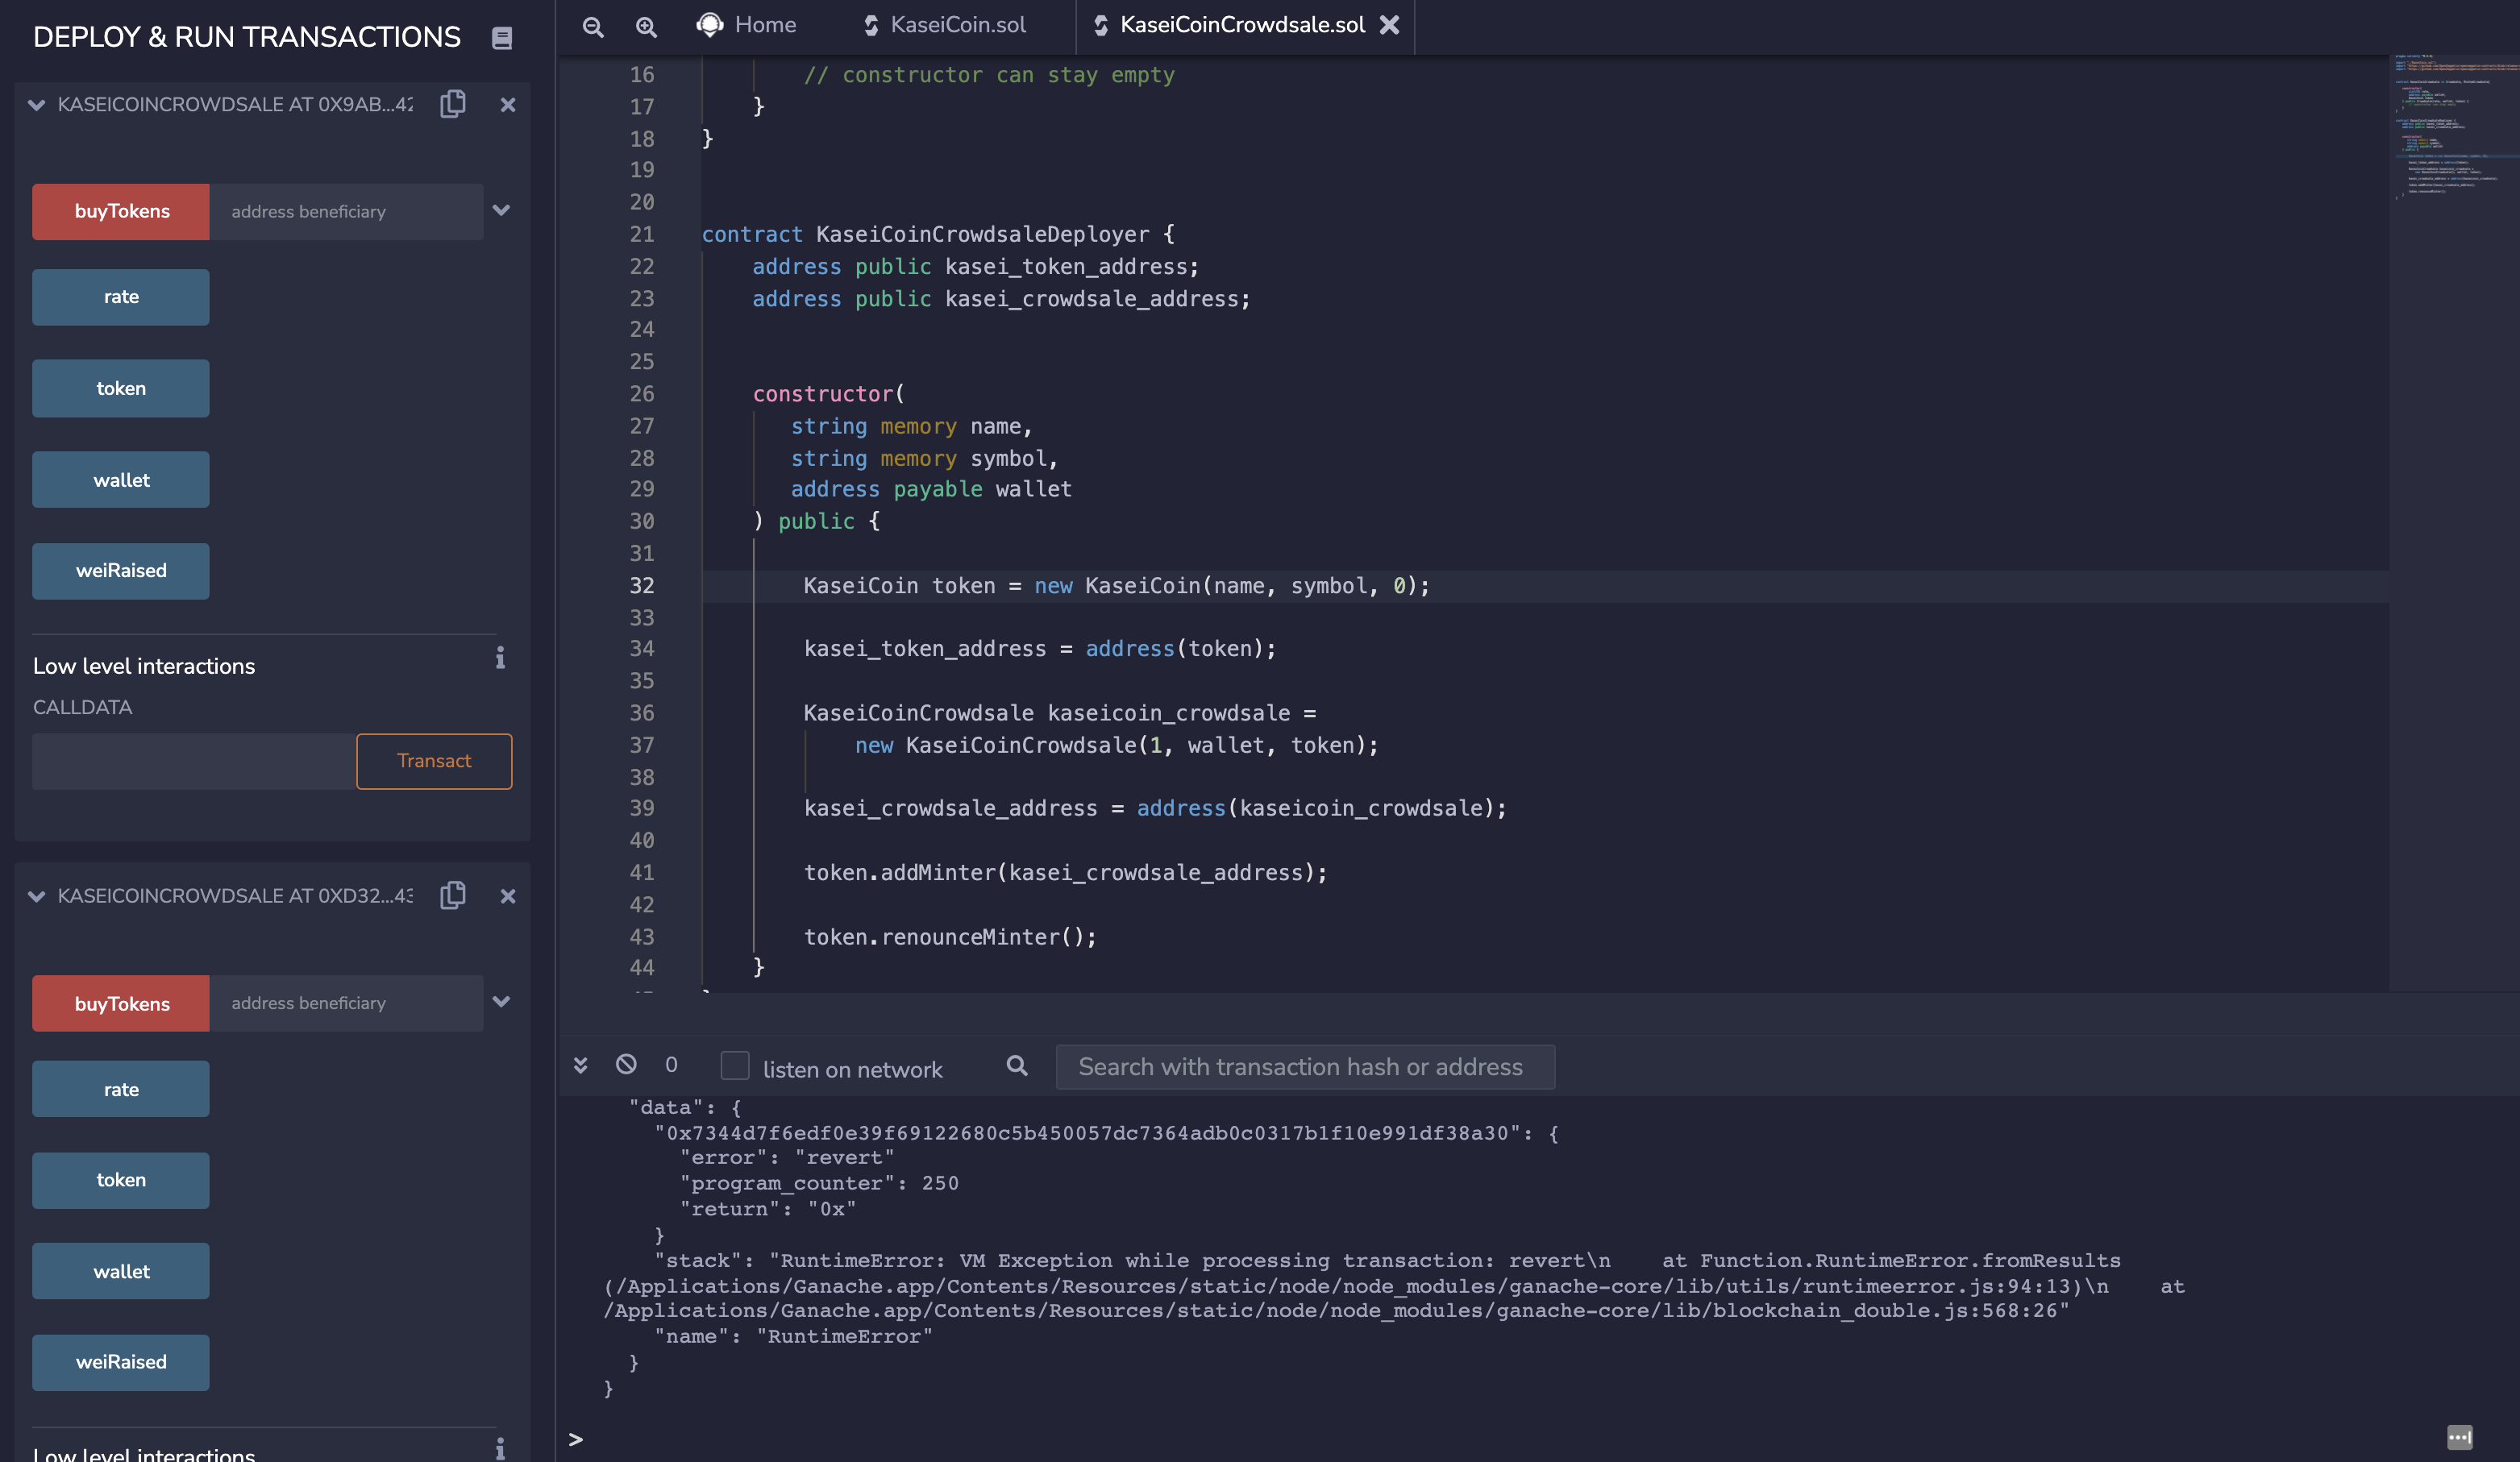 DEPLOY & RUN TRANSACTIONS
KASEICOINCROWDSALE AT 0X9AB...42
buyTokens address beneficiary
rate
token
wallet
weiRaised
Low level interactions
CALLDATA
Transact
KASEICOINCROWDSALE AT 0XD32...43
buyTokens address beneficiary
rate
token
wallet
weiRaised
Low level interactions
Home KaseiCoin.sol KaseiCoinCrowdsale.sol
16 // constructor can stay empty
17 }
18 }
19
20
21 contract KaseiCoinCrowdsaleDeployer {
22 address public kasei_token_address;
23 address public kasei_crowdsale_address;
24
25
26 constructor(
27 string memory name,
28 string memory symbol,
29 address payable wallet
30 ) public {
31
32 KaseiCoin token = new KaseiCoin(name, symbol, 0);
33
34 kasei_token_address = address(token);
35
36 KaseiCoinCrowdsale kaseicoin_crowdsale =
37 new KaseiCoinCrowdsale(1, wallet, token);
38
39 kasei_crowdsale_address = address(kaseicoin_crowdsale);
40
41 token.addMinter(kasei_crowdsale_address);
42
43 token.renounceMinter();
44 }
0 listen on network Search with transaction hash or address
"data": {
"0x7344d7f6edf0e39f69122680c5b450057dc7364adb0c0317b1f10e991df38a30": {
"error": "revert"
"program_counter": 250
"return": "0x"
}
"stack": "RuntimeError: VM Exception while processing transaction: revert\n at Function.RuntimeError.fromResults
(/Applications/Ganache.app/Contents/Resources/static/node/node_modules/ganache-core/lib/utils/runtimeerror.js:94:13)\n at
/Applications/Ganache.app/Contents/Resources/static/node/node_modules/ganache-core/lib/blockchain_double.js:568:26"
"name": "RuntimeError"
}
}
>